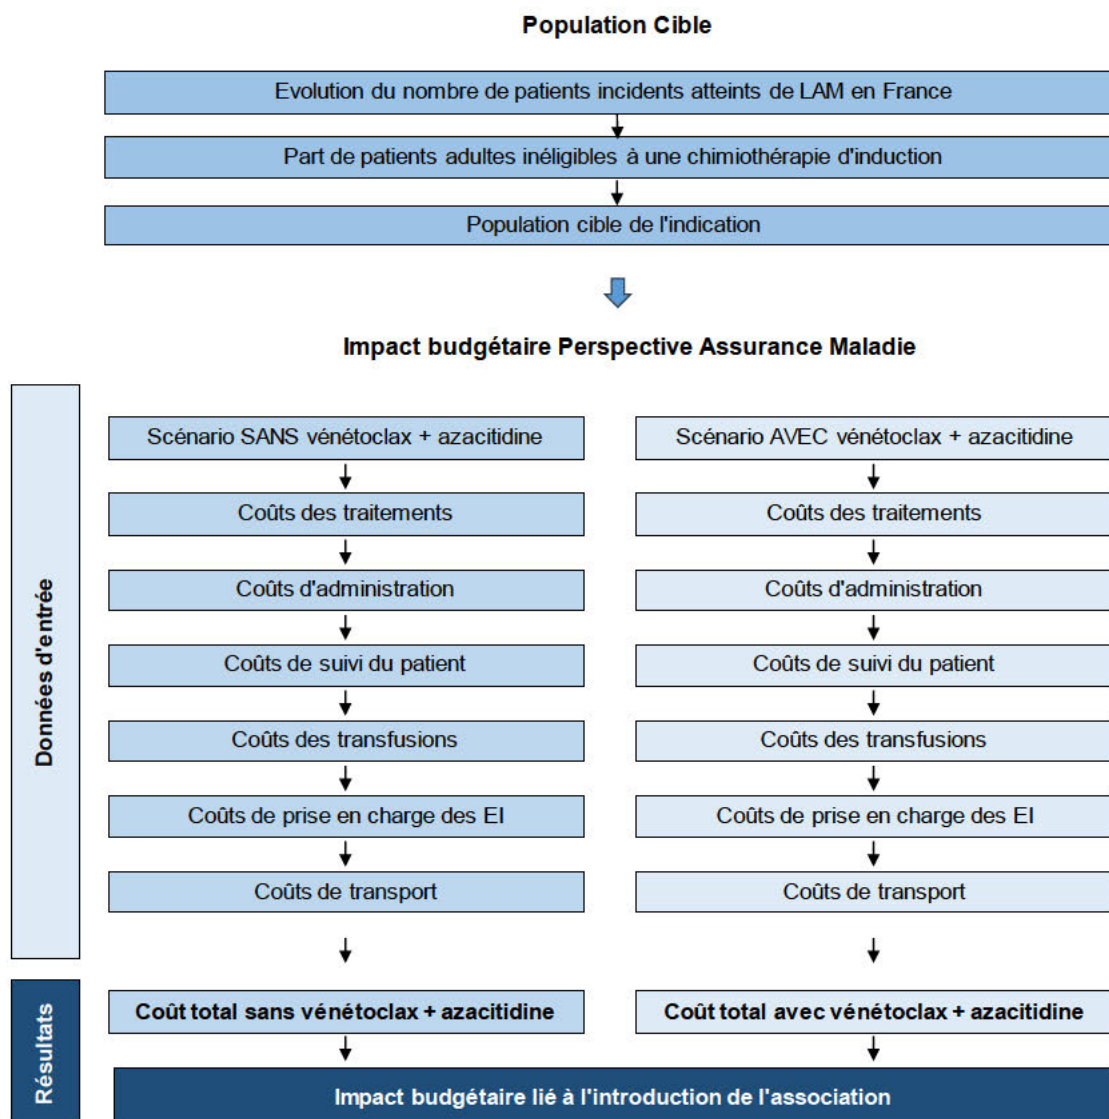 Population Cible
Evolution du nombre de patients incidents atteints de LAM en France
Part de patients adultes inéligibles à une chimiothérapie d'induction
Population cible de l'indication
Impact budgétaire Perspective Assurance Maladie
Données d'entrée
Scénario SANS vénétoclax + azacitidine
Coûts des traitements
Coûts d'administration
Coûts de suivi du patient
Coûts des transfusions
Coûts de prise en charge des EI
Coûts de transport
Scénario AVEC vénétoclax + azacitidine
Coûts des traitements
Coûts d'administration
Coûts de suivi du patient
Coûts des transfusions
Coûts de prise en charge des EI
Coûts de transport
Résultats
Coût total sans vénétoclax + azacitidine
Coût total avec vénétoclax + azacitidine
Impact budgétaire lié à l'introduction de l'association